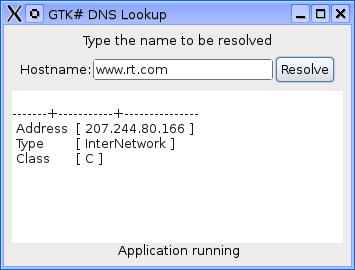 GTK# DNS Lookup
Type the name to be resolved
Hostname: www.rt.com Resolve
-------+-----------+---------------
Address [ 207.244.80.166 ]
Type [ InterNetwork ]
Class [ C ]
Application running